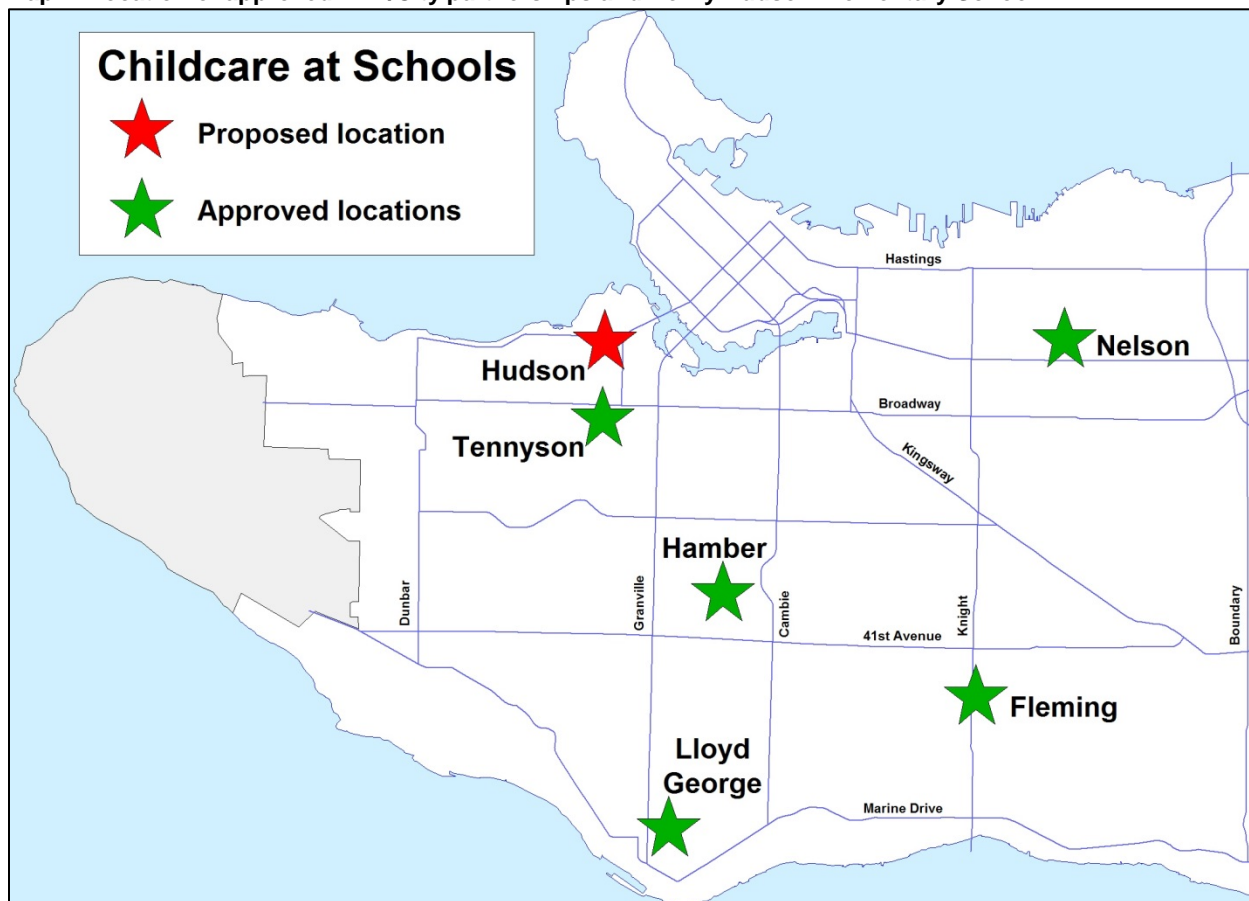 Childcare at Schools
Proposed location
Approved locations
Hastings
Nelson
Hudson
Broadway
Tennyson
Kingsway
Hamber
Dunbar
Granville
Cambie
Knight
Boundary
41st Avenue
Fleming
Lloyd
George
Marine Drive